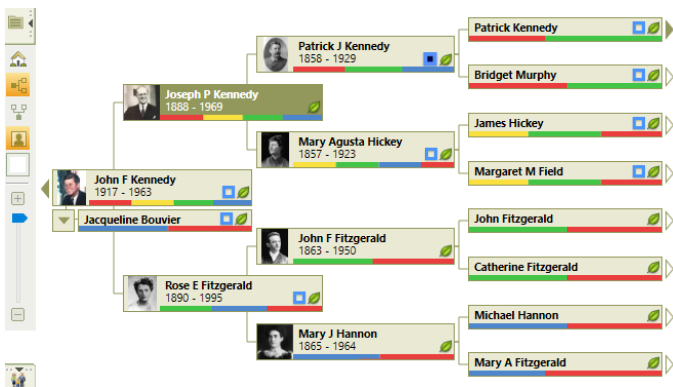 John F Kennedy
1917 - 1963
Jacqueline Bouvier
Joseph P Kennedy
1888 - 1969
Rose E Fitzgerald
1890 - 1995
Patrick J Kennedy
1858 - 1929
Mary Agusta Hickey
1857 - 1923
John F Fitzgerald
1863 - 1950
Mary J Hannon
1865 - 1964
Patrick Kennedy
Bridget Murphy
James Hickey
Margaret M Field
John Fitzgerald
Catherine Fitzgerald
Michael Hannon
Mary A Fitzgerald